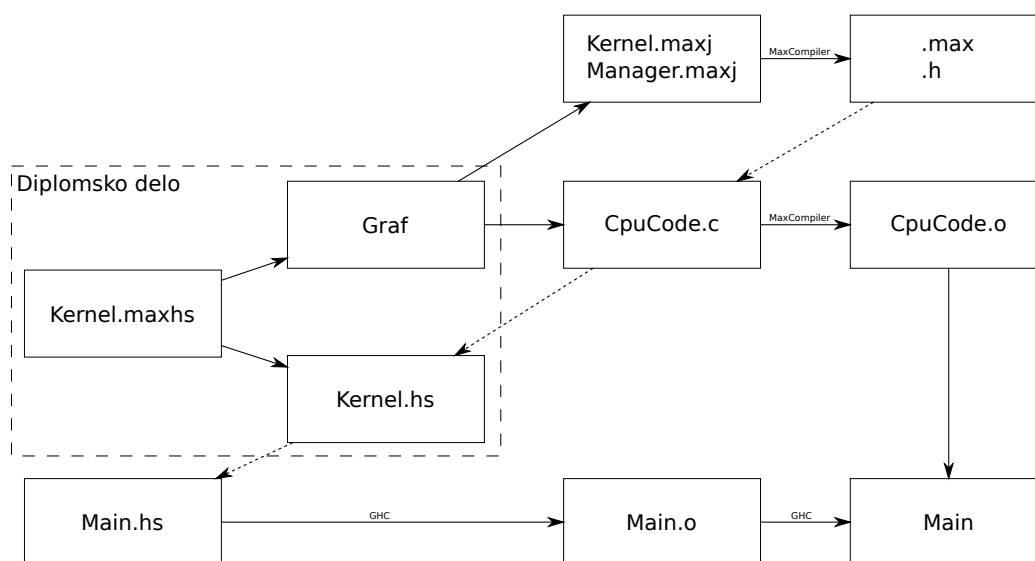 Kernel.maxj
Manager.maxj
MaxCompiler
.max
.h
Diplomsko delo
Graf
CpuCode.c
MaxCompiler
CpuCode.o
Kernel.maxhs
Kernel.hs
Main.hs
GHC
Main.o
GHC
Main